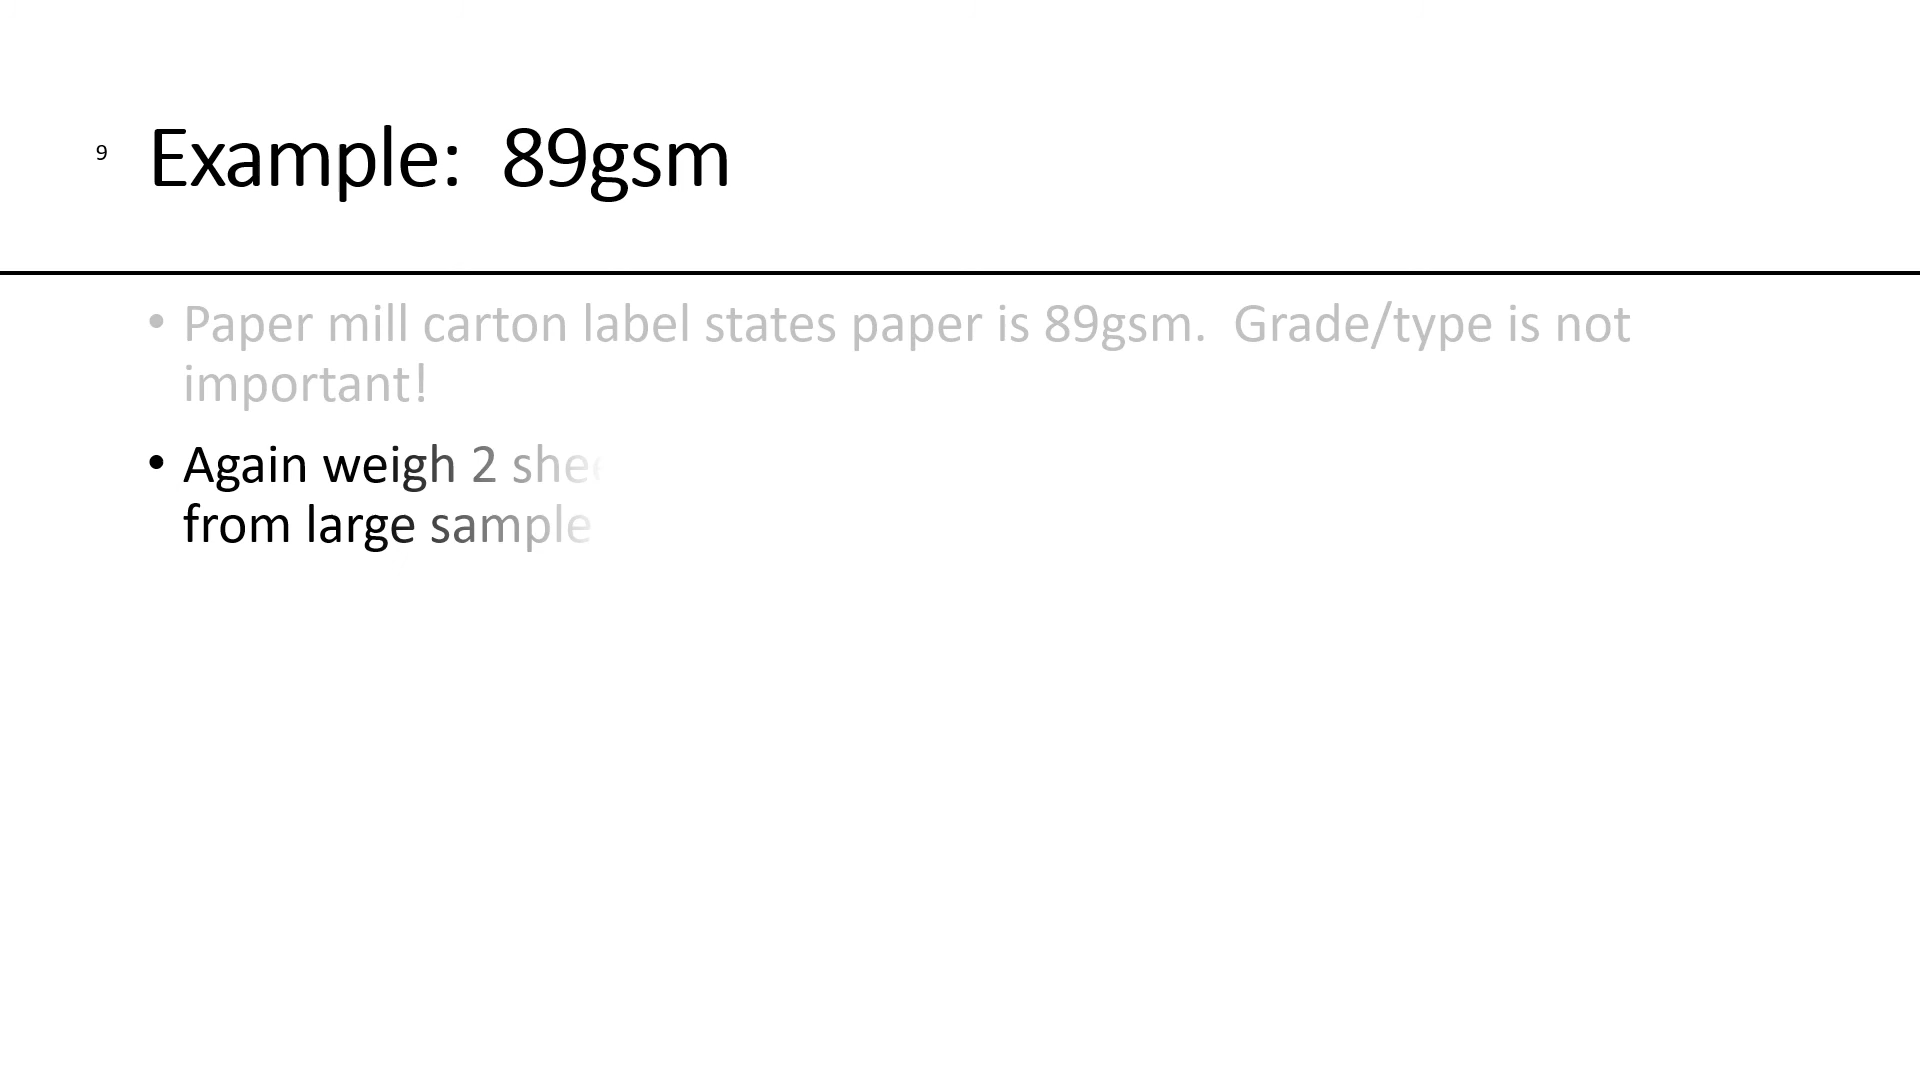 9
Example:  89gsm
• Paper mill carton label states paper is 89gsm.  Grade/type is not
important!
• Again weigh 2
from large sample